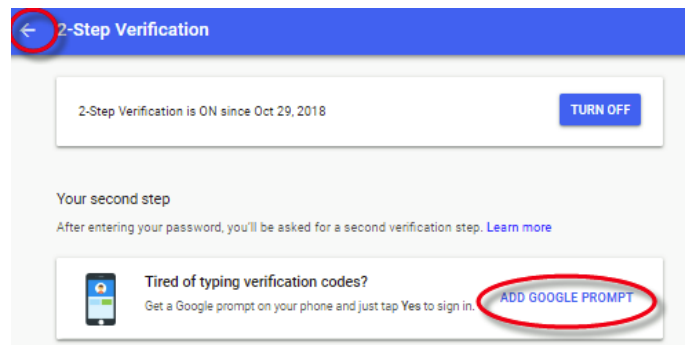 2-Step Verification
2-Step Verification is ON since Oct 29, 2018
TURN OFF
Your second step
After entering your password, you'll be asked for a second verification step. Learn more
Tired of typing verification codes?
Get a Google prompt on your phone and just tap Yes to sign in.
ADD GOOGLE PROMPT